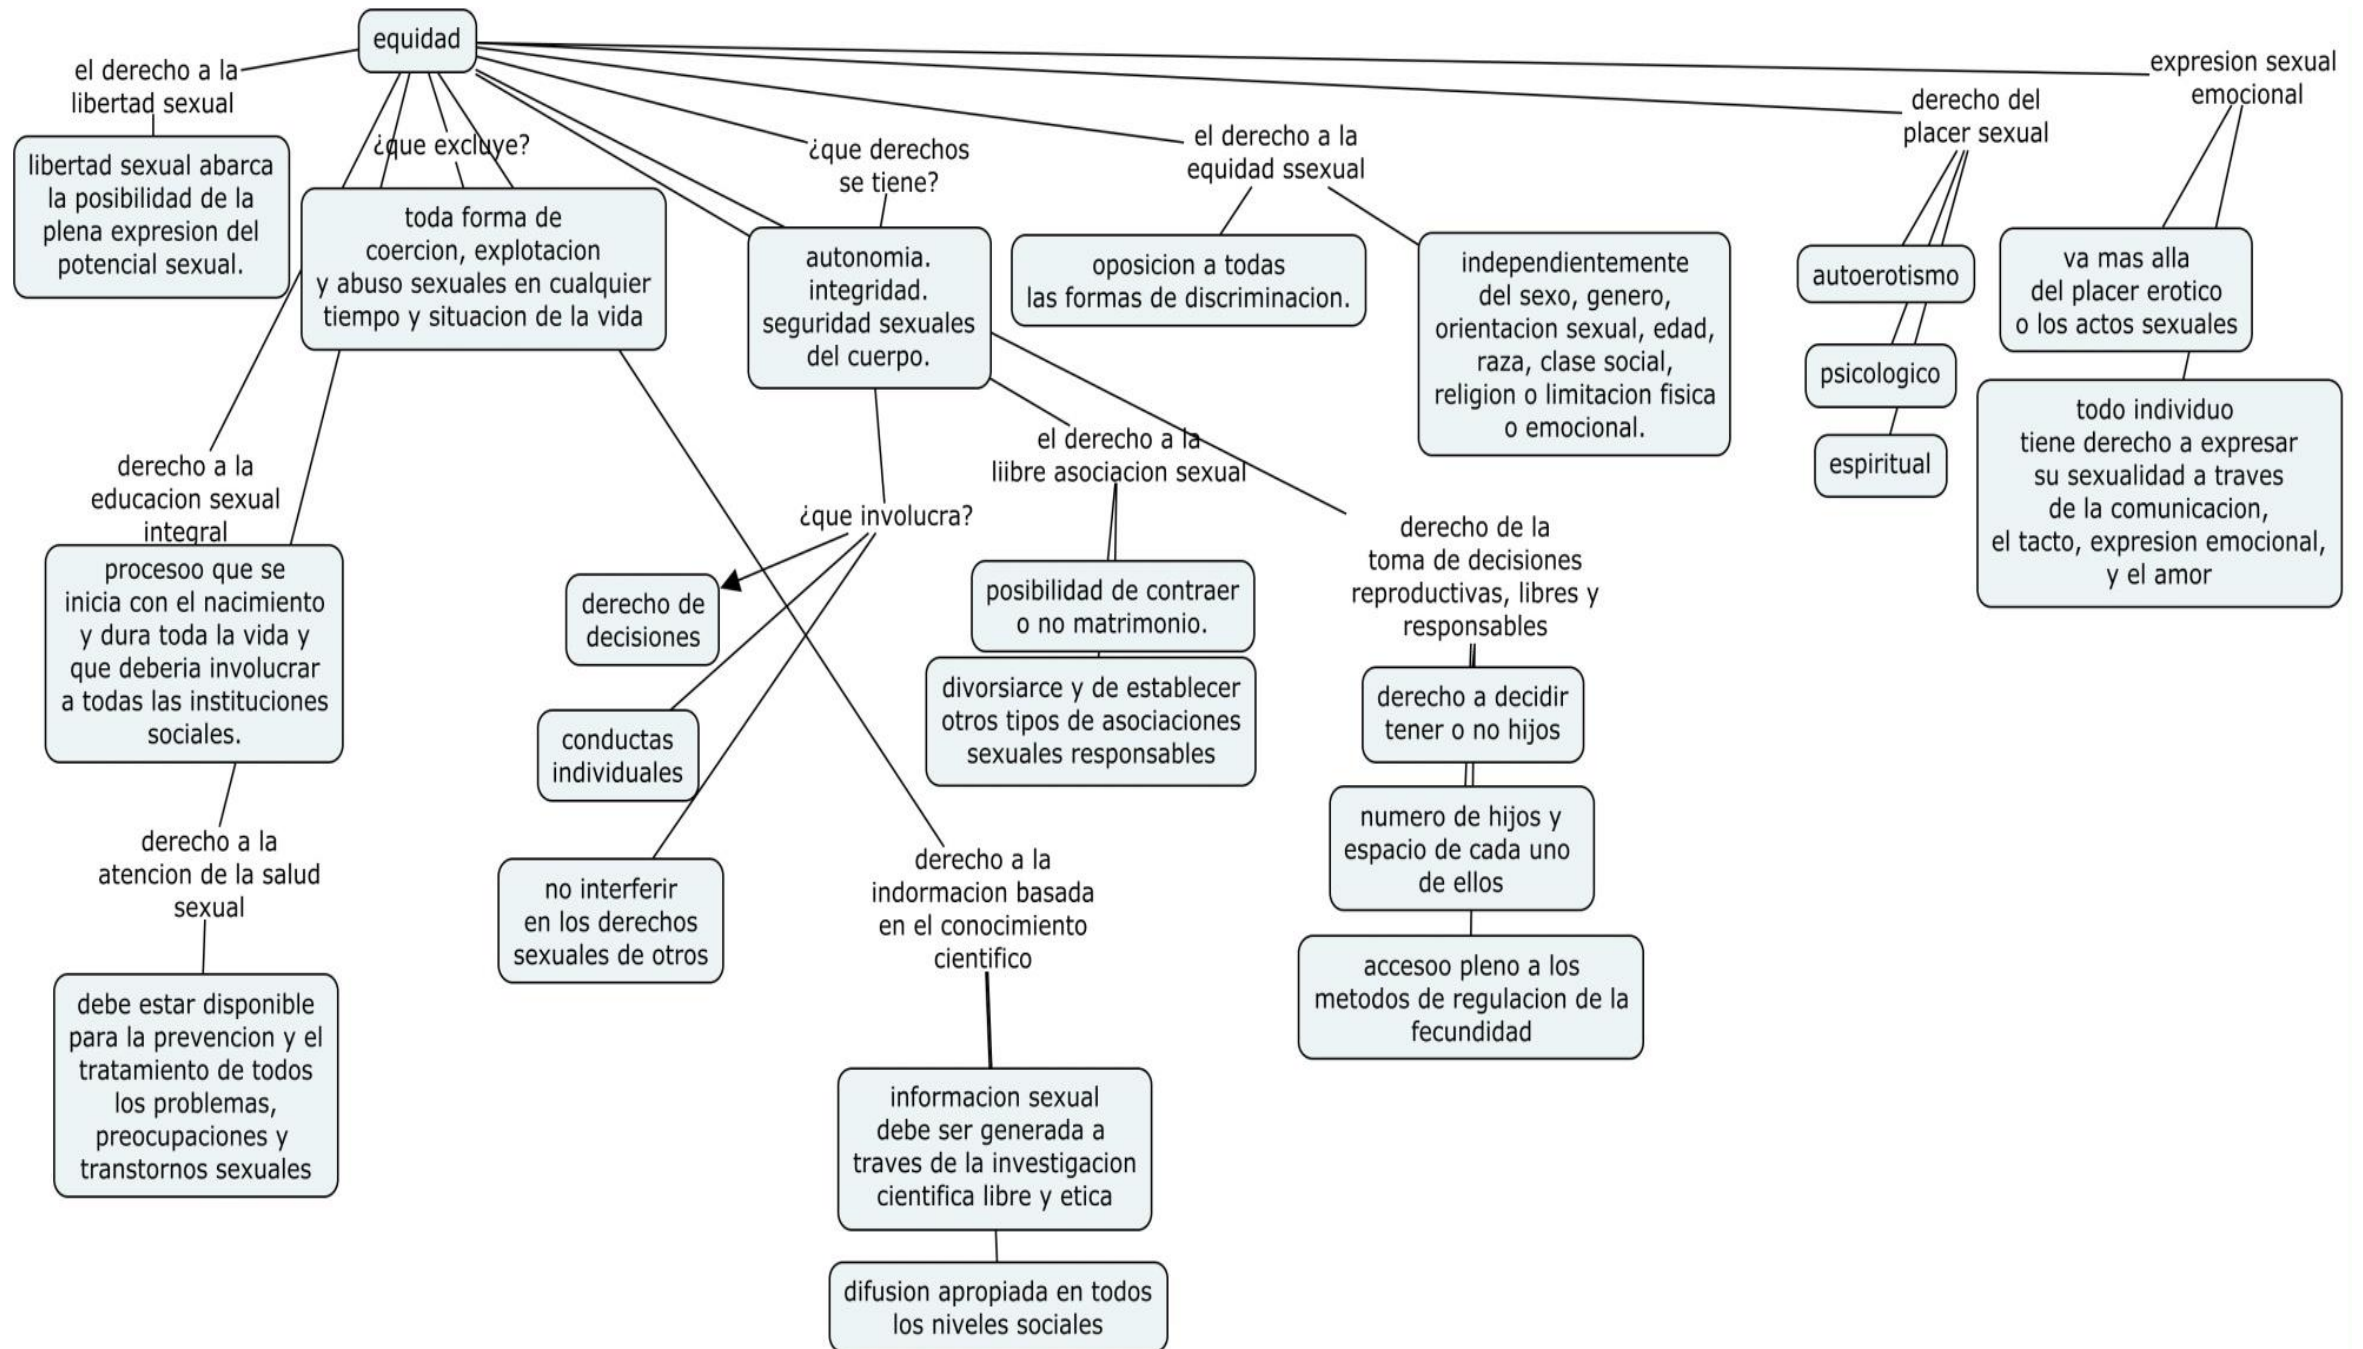 equidad
el derecho a la
libertad sexual
libertad sexual abarca
la posibilidad de la
plena expresion del
potencial sexual.
¿que excluye?
toda forma de
coercion, explotacion
y abuso sexuales en cualquier
tiempo y situacion de la vida
¿que derechos
se tiene?
autonomia.
integridad.
seguridad sexuales
del cuerpo.
el derecho a la
equidad ssexual
oposicion a todas
las formas de discriminacion.
independientemente
del sexo, genero,
orientacion sexual, edad,
raza, clase social,
religion o limitacion fisica
o emocional.
derecho del
placer sexual
autoerotismo
psicologico
espiritual
expresion sexual
emocional
va mas alla
del placer erotico
o los actos sexuales
todo individuo
tiene derecho a expresar
su sexualidad a traves
de la comunicacion,
el tacto, expresion emocional,
y el amor
derecho a la
educacion sexual
integral
procesoo que se
inicia con el nacimiento
y dura toda la vida y
que deberia involucrar
a todas las instituciones
sociales.
derecho a la
atencion de la salud
sexual
debe estar disponible
para la prevencion y el
tratamiento de todos
los problemas,
preocupaciones y
transtornos sexuales
¿que involucra?
derecho de
decisiones
conductas
individuales
no interferir
en los derechos
sexuales de otros
el derecho a la
liibre asociacion sexual
posibilidad de contraer
o no matrimonio.
divorsiarce y de establecer
otros tipos de asociaciones
sexuales responsables
derecho de la
toma de decisiones
reproductivas, libres y
responsables
derecho a decidir
tener o no hijos
numero de hijos y
espacio de cada uno
de ellos
accesoo pleno a los
metodos de regulacion de la
fecundidad
derecho a la
indormacion basada
en el conocimiento
cientifico
informacion sexual
debe ser generada a
traves de la investigacion
cientifica libre y etica
difusion apropiada en todos
los niveles sociales